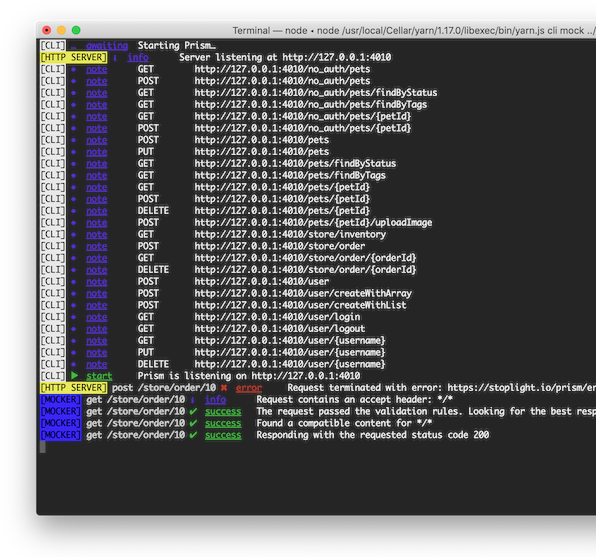 Terminal — node • node /usr/local/Cellar/yarn/1.17.0/libexec/bin/yarn.js cli mock ../
[CLI] … awaiting Starting Prism…
[HTTP SERVER] ℹ info Server listening at http://127.0.0.1:4010
[CLI] ● note GET http://127.0.0.1:4010/no_auth/pets
[CLI] ● note POST http://127.0.0.1:4010/no_auth/pets
[CLI] ● note GET http://127.0.0.1:4010/no_auth/pets/findByStatus
[CLI] ● note GET http://127.0.0.1:4010/no_auth/pets/findByTags
[CLI] ● note GET http://127.0.0.1:4010/no_auth/pets/{petId}
[CLI] ● note POST http://127.0.0.1:4010/no_auth/pets/{petId}
[CLI] ● note POST http://127.0.0.1:4010/pets
[CLI] ● note PUT http://127.0.0.1:4010/pets
[CLI] ● note GET http://127.0.0.1:4010/pets/findByStatus
[CLI] ● note GET http://127.0.0.1:4010/pets/findByTags
[CLI] ● note GET http://127.0.0.1:4010/pets/{petId}
[CLI] ● note POST http://127.0.0.1:4010/pets/{petId}
[CLI] ● note DELETE http://127.0.0.1:4010/pets/{petId}
[CLI] ● note POST http://127.0.0.1:4010/pets/{petId}/uploadImage
[CLI] ● note GET http://127.0.0.1:4010/store/inventory
[CLI] ● note POST http://127.0.0.1:4010/store/order
[CLI] ● note GET http://127.0.0.1:4010/store/order/{orderId}
[CLI] ● note DELETE http://127.0.0.1:4010/store/order/{orderId}
[CLI] ● note POST http://127.0.0.1:4010/user
[CLI] ● note POST http://127.0.0.1:4010/user/createWithArray
[CLI] ● note POST http://127.0.0.1:4010/user/createWithList
[CLI] ● note GET http://127.0.0.1:4010/user/login
[CLI] ● note GET http://127.0.0.1:4010/user/logout
[CLI] ● note GET http://127.0.0.1:4010/user/{username}
[CLI] ● note PUT http://127.0.0.1:4010/user/{username}
[CLI] ● note DELETE http://127.0.0.1:4010/user/{username}
[CLI] ▶ start Prism is listening on http://127.0.0.1:4010
[HTTP SERVER] post /store/order/10 ✖ error Request terminated with error: https://stoplight.io/prism/er
[MOCKER] get /store/order/10 ℹ info Request contains an accept header: */*
[MOCKER] get /store/order/10 ✔ success The request passed the validation rules. Looking for the best resp
[MOCKER] get /store/order/10 ✔ success Found a compatible content for */*
[MOCKER] get /store/order/10 ✔ success Responding with the requested status code 200